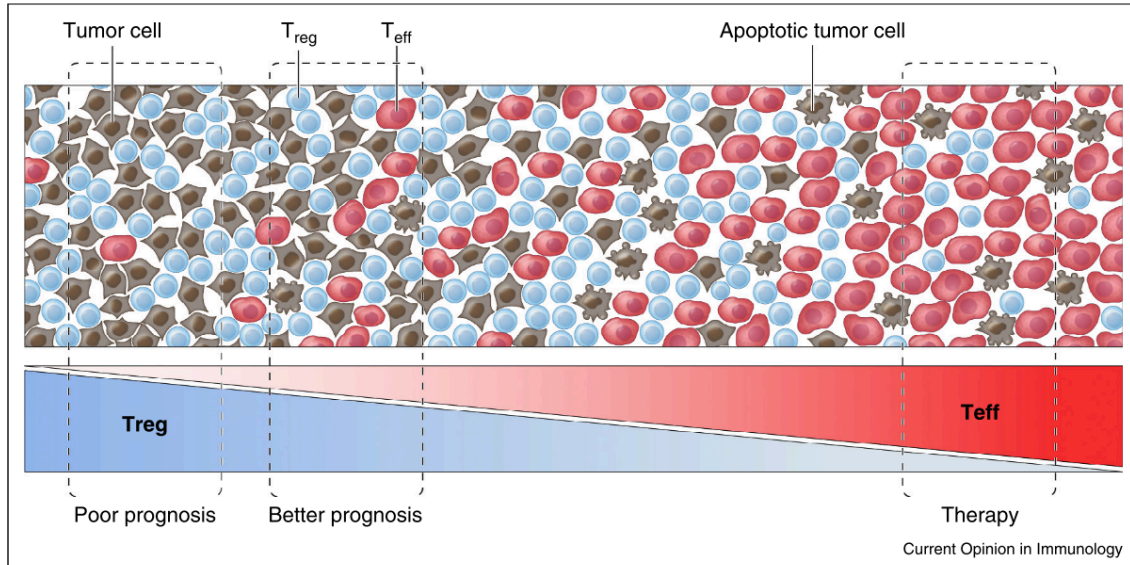 Tumor cell
Treg
Teff
Apoptotic tumor cell
Treg
Teff
Poor prognosis
Better prognosis
Therapy
Current Opinion in Immunology